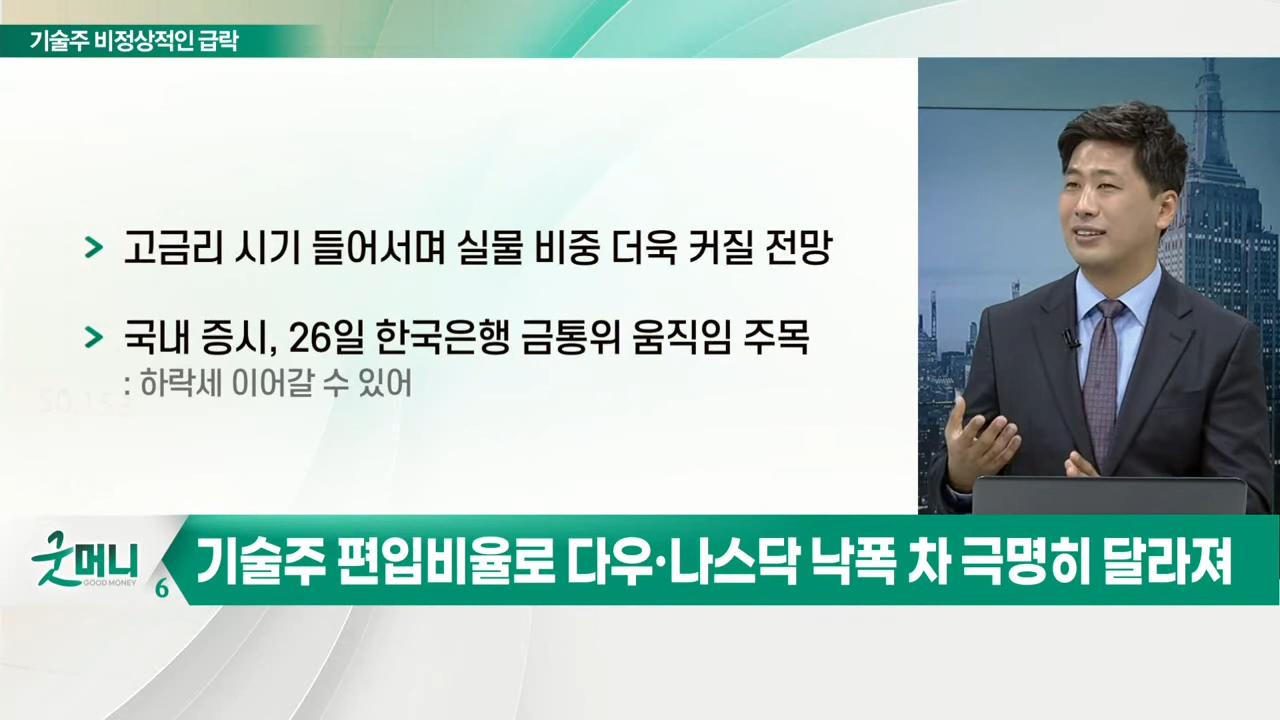 기술주 비정상적인 급락
> 고금리 시기 들어서며 실물 비중 더욱 커질 전망
> 국내 증시, 26일 한국은행 금통위 움직임 주목
: 하락세 이어갈 수 있어
50,153
굿머니
GOOD MONEY
6
기술주 편입비율로 다우·나스닥 낙폭 차 극명히 달라져